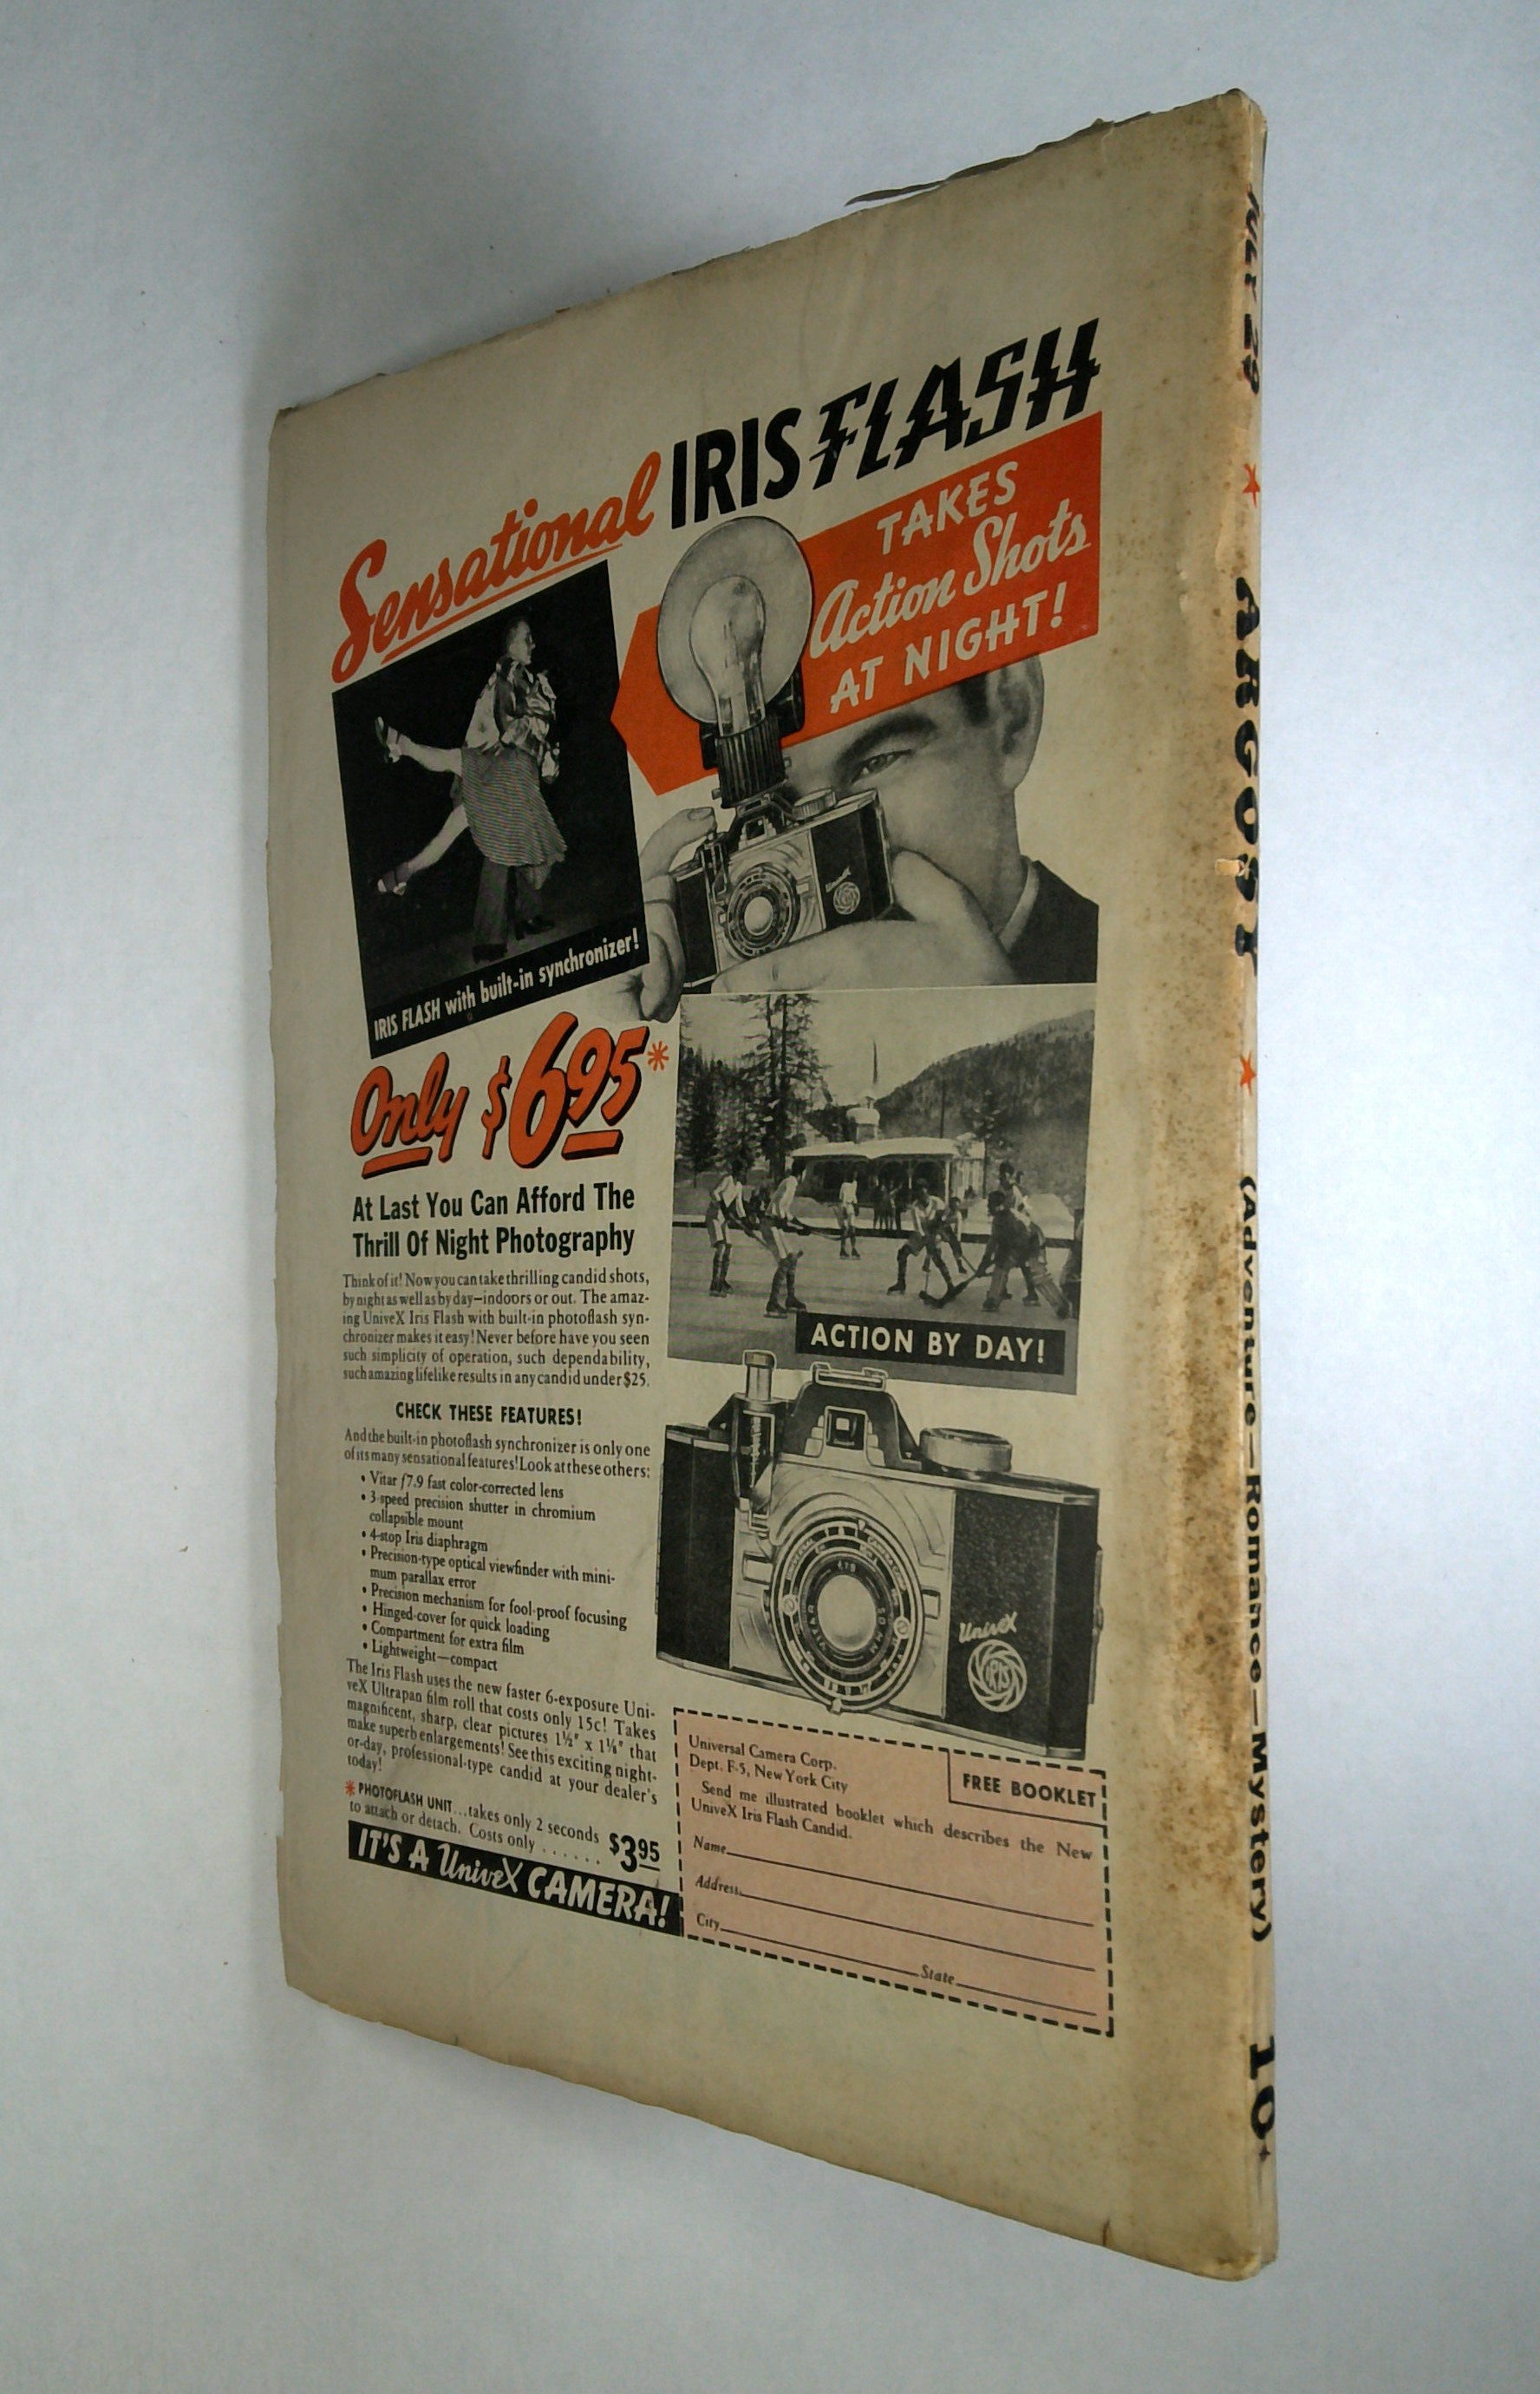 Sensational IRIS FLASH
TAKES
Action Shots
AT NIGHT!
UniveX
IRIS FLASH with built-in synchronizer!
Only $6.95*
At Last You Can Afford The
Thrill Of Night Photography
Think of it! Now you can take thrilling candid shots,
by night as well as by day—indoors or out. The amaz-
ing UniveX Iris Flash with built-in photoflash syn-
chronizer makes it easy! Never before have you seen
such simplicity of operation, such dependability,
such amazing lifelike results in any candid under $25.
CHECK THESE FEATURES!
And the built-in photoflash synchronizer is only one
of its many sensational features! Look at these others:
• Vitar f7.9 fast color-corrected lens
• 3-speed precision shutter in chromium
collapsible mount
• 4-stop Iris diaphragm
• Precision-type optical viewfinder with mini-
mum parallax error
• Precision mechanism for fool-proof focusing
• Hinged-cover for quick loading
• Compartment for extra film
• Lightweight—compact
The Iris Flash uses the new faster 6-exposure Uni-
veX Ultrapan film roll that costs only 15c! Takes
magnificent, sharp, clear pictures 1½" x 1⅛" that
make superb enlargements! See this exciting night-
or-day, professional-type candid at your dealer's
today!
*PHOTOFLASH UNIT...takes only 2 seconds
to attach or detach. Costs only ...... $3.95
IT'S A UniveX CAMERA!
ACTION BY DAY!
UniveX
IRIS
Universal Camera Corp.
Dept. F-5, New York City
FREE BOOKLET
Send me illustrated booklet which describes the New
UniveX Iris Flash Candid.
Name
Address
City
State
JULY 29 ★ ARGOSY ★ (Adventure—Romance—Mystery) 10¢